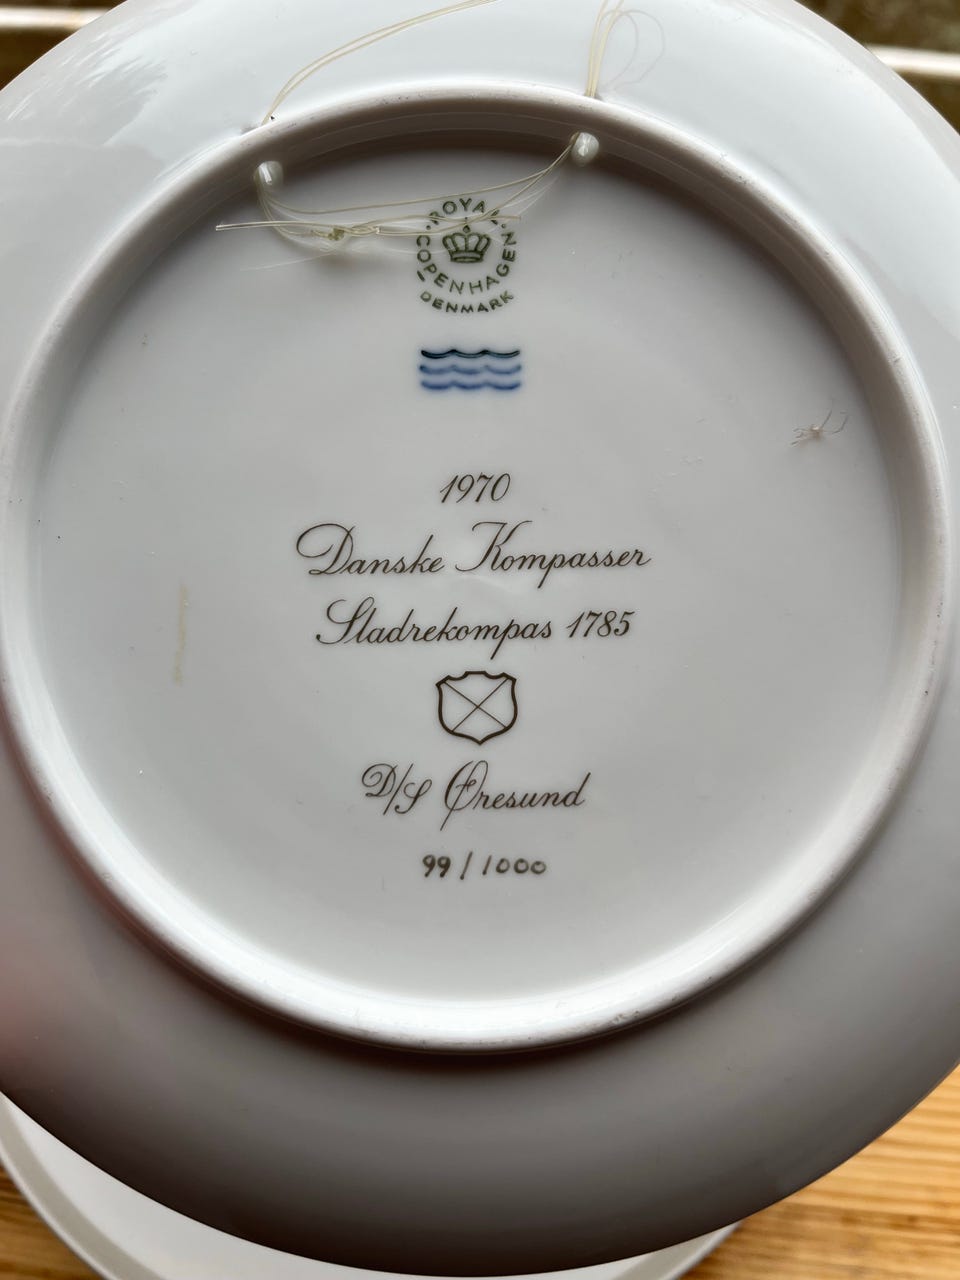 ROYAL
COPENHAGEN
DENMARK
1970
Danske Kompasser
Sladrekompas 1785
D/S Øresund
99/1000